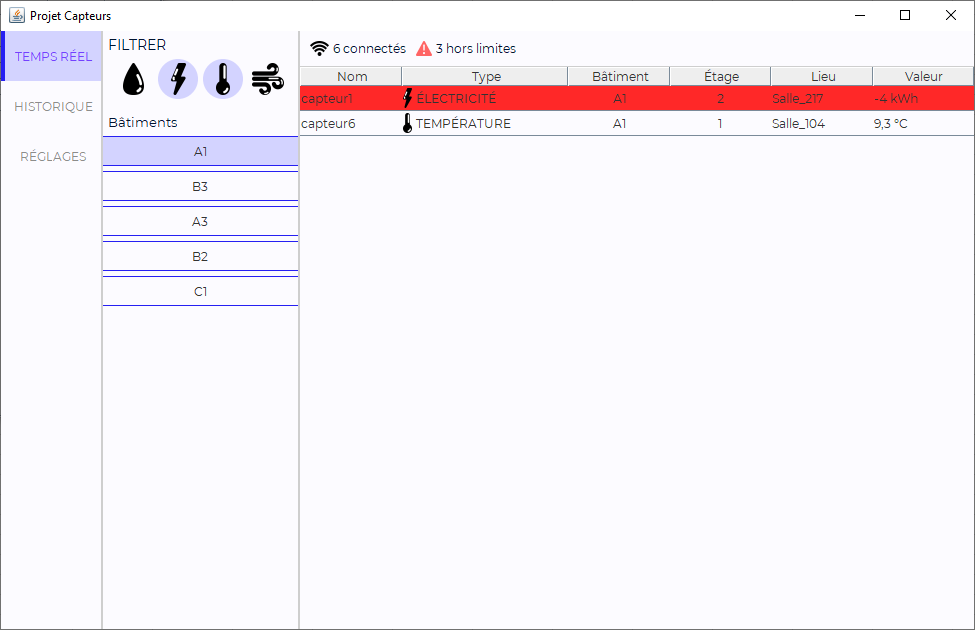 Projet Capteurs
TEMPS RÉEL
HISTORIQUE
RÉGLAGES
FILTRER
Bâtiments
A1
B3
A3
B2
C1
6 connectés 3 hors limites
Nom Type Bâtiment Étage Lieu Valeur
capteur1 ÉLECTRICITÉ A1 2 Salle_217 -4 kWh
capteur6 TEMPÉRATURE A1 1 Salle_104 9,3 °C